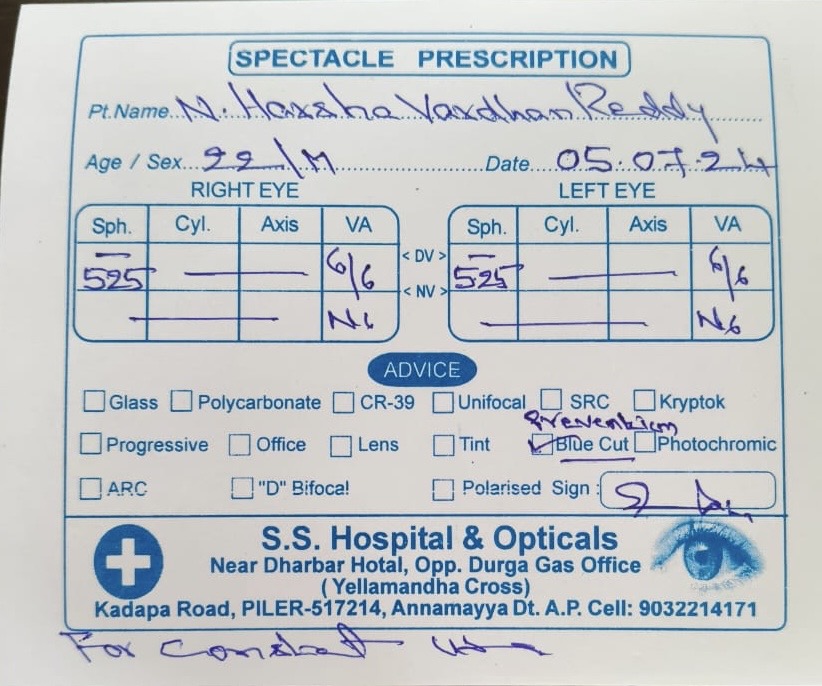 SPECTACLE PRESCRIPTION
Pt.Name N. Harsha Vardhan Reddy
Age / Sex 22 / M Date 05.07.24
RIGHT EYE LEFT EYE
Sph. Cyl. Axis VA Sph. Cyl. Axis VA
– 525 — 6/6 < DV > – 525 — 6/6
— N6 < NV > — N6
ADVICE
Glass Polycarbonate CR-39 Unifocal SRC Kryptok
Prevention
Progressive Office Lens Tint ✓ Blue Cut Photochromic
ARC "D" Bifocal Polarised Sign :
S.S. Hospital & Opticals
Near Dharbar Hotal, Opp. Durga Gas Office
( Yellamandha Cross)
Kadapa Road, PILER-517214, Annamayya Dt. A.P. Cell: 9032214171
For constant use